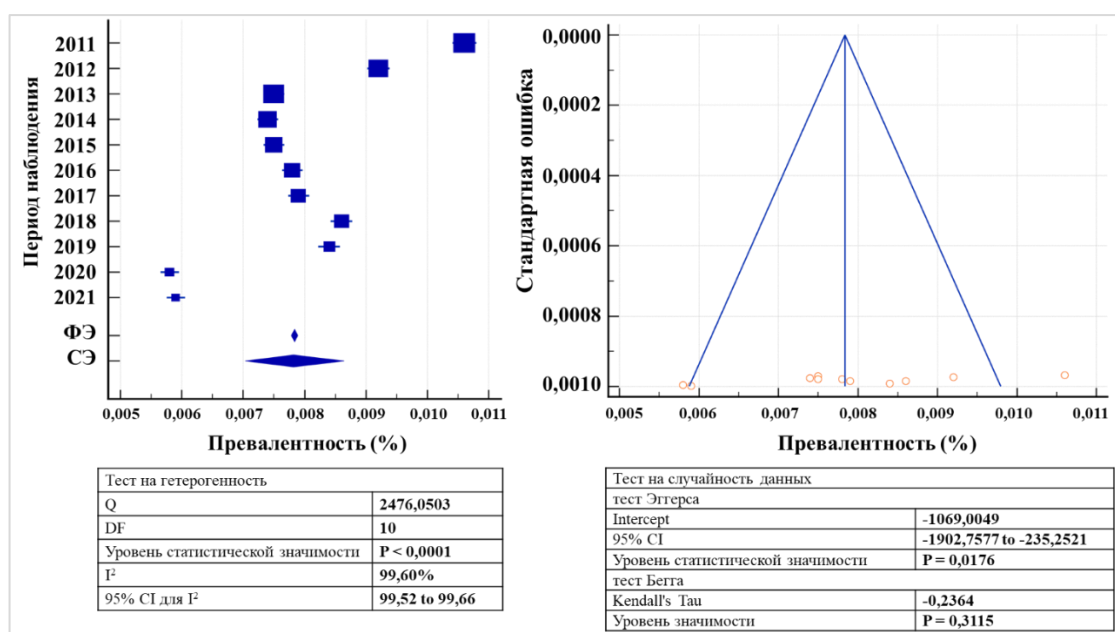 Период наблюдения
2011
2012
2013
2014
2015
2016
2017
2018
2019
2020
2021
ФЭ
СЭ
0,005 0,006 0,007 0,008 0,009 0,010 0,011
Превалентность (%)
Стандартная ошибка
0,0000
0,0002
0,0004
0,0006
0,0008
0,0010
0,005 0,006 0,007 0,008 0,009 0,010 0,011
Превалентность (%)
Тест на гетерогенность
Q 2476,0503
DF 10
Уровень статистической значимости P < 0,0001
I² 99,60%
95% CI для I² 99,52 to 99,66
Тест на случайность данных
тест Эггерса
Intercept -1069,0049
95% CI -1902,7577 to -235,2521
Уровень статистической значимости P = 0,0176
тест Бегга
Kendall's Tau -0,2364
Уровень значимости P = 0,3115